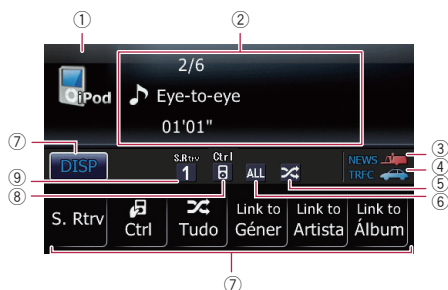 ① ②
2/6
iPod
Eye-to-eye
01'01"
⑦ ③
DISP S.Rtrv 1 Ctrl ALL NEWS
TRFC ④
⑨ ⑤
⑧ ⑥
S. Rtrv Ctrl Tudo Link to Géner Link to Artista Link to Álbum
⑦